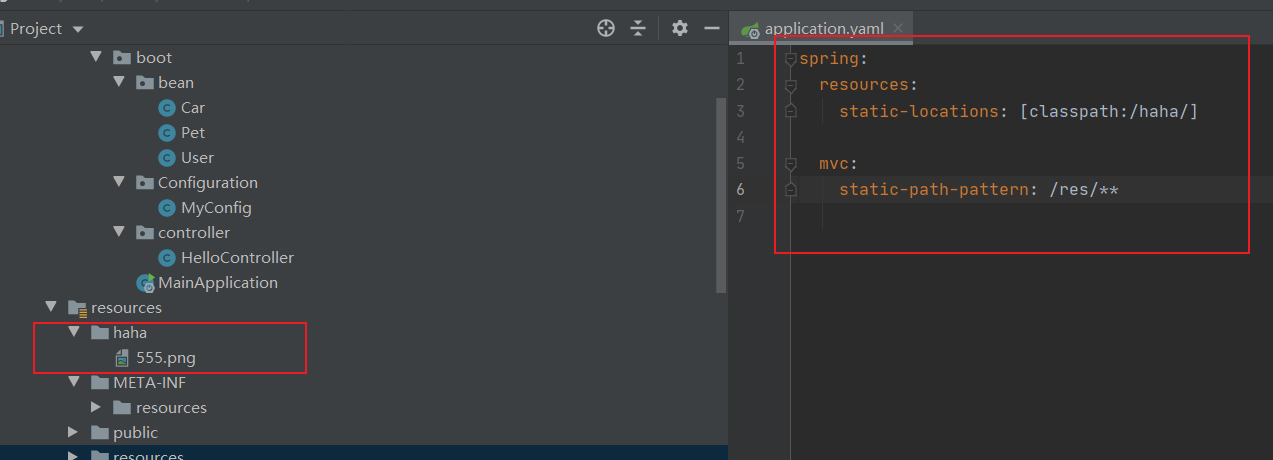 Project
application.yaml
boot
bean
Car
Pet
User
Configuration
MyConfig
controller
HelloController
MainApplication
resources
haha
555.png
META-INF
resources
public
resources
1 spring:
2 resources:
3 static-locations: [classpath:/haha/]
4
5 mvc:
6 static-path-pattern: /res/**
7